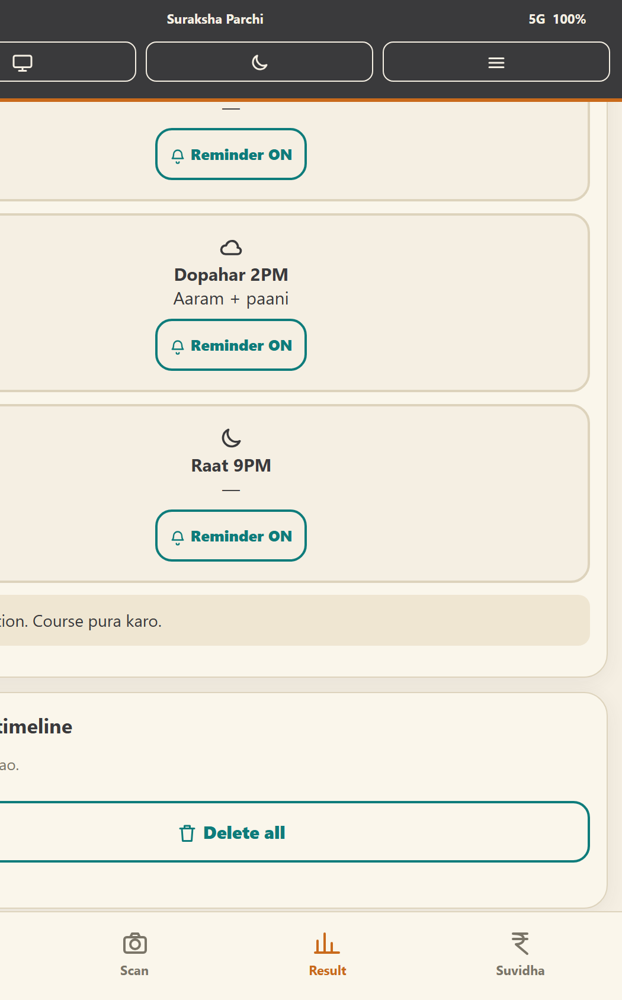 Suraksha Parchi
5G 100%
—
Reminder ON
Dopahar 2PM
Aaram + paani
Reminder ON
Raat 9PM
—
Reminder ON
tion. Course pura karo.
timeline
ao.
Delete all
Scan
Result
Suvidha